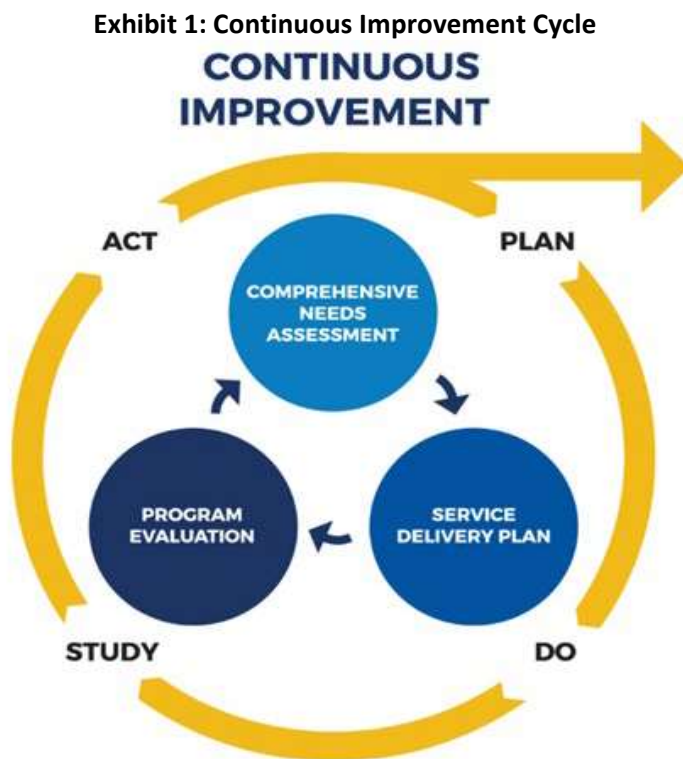 Exhibit 1: Continuous Improvement Cycle
CONTINUOUS
IMPROVEMENT
ACT
PLAN
COMPREHENSIVE
NEEDS
ASSESSMENT
PROGRAM
EVALUATION
SERVICE
DELIVERY PLAN
STUDY
DO